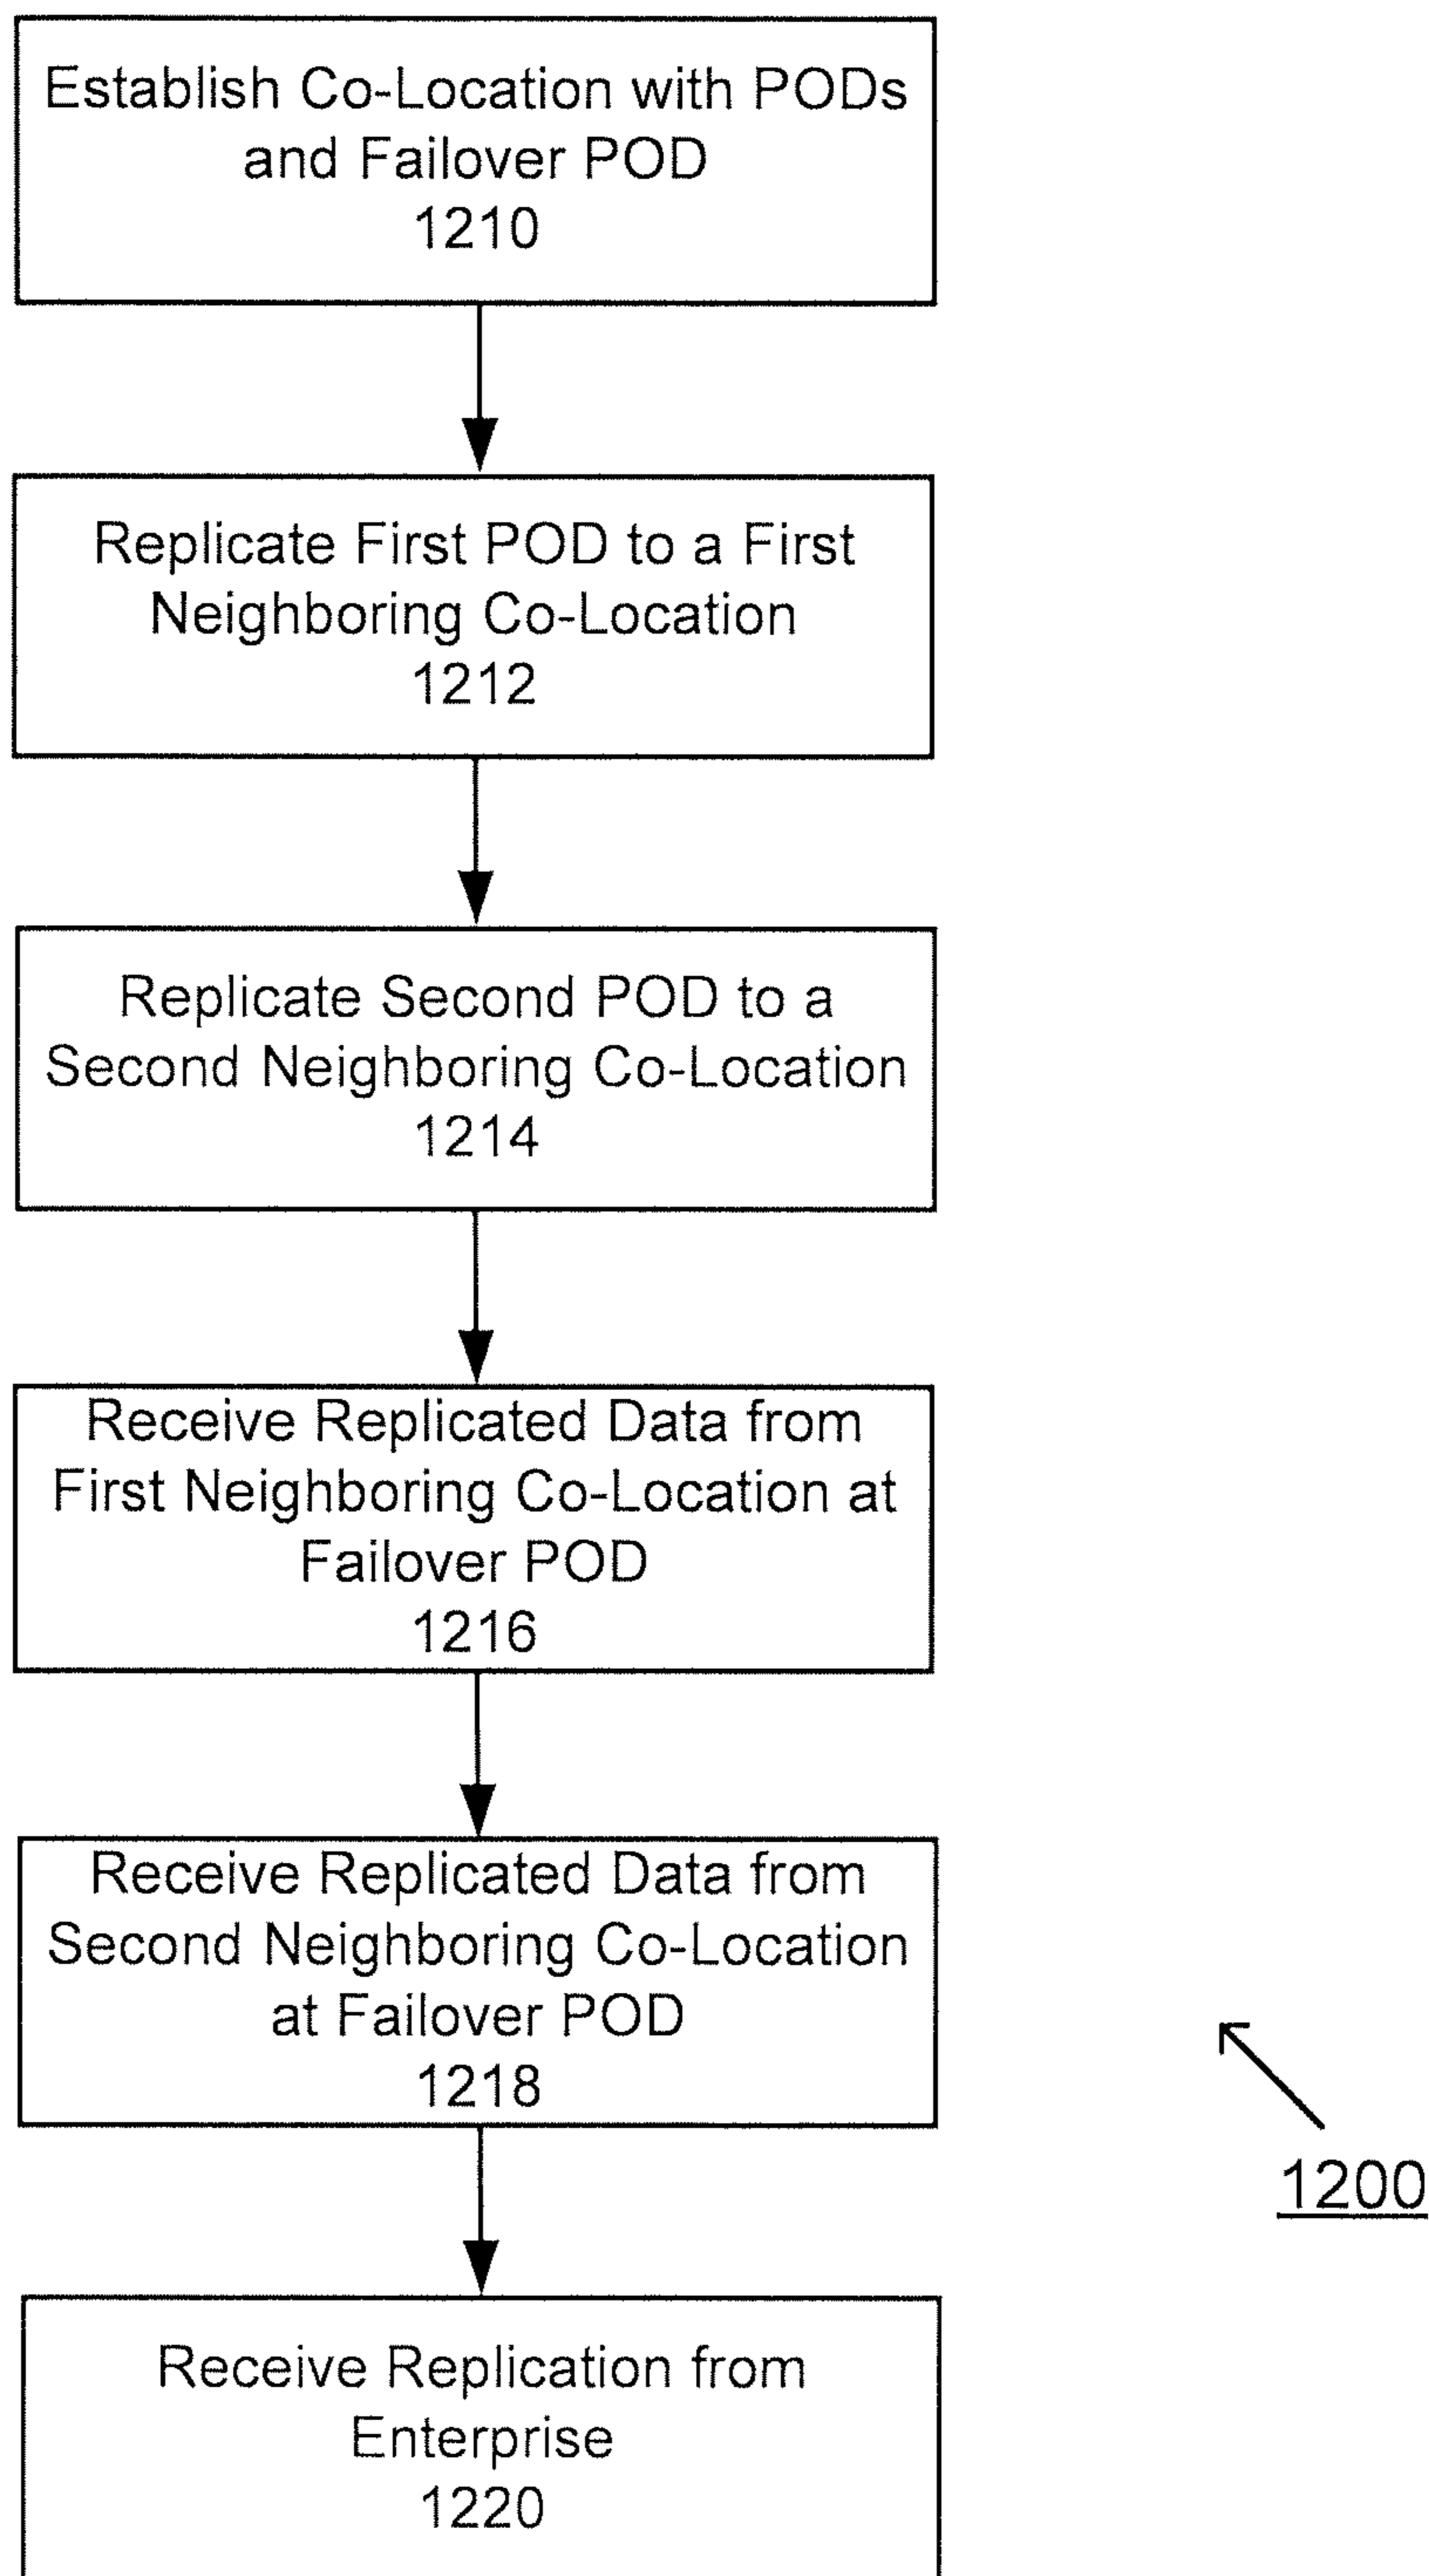 Establish Co-Location with PODs
and Failover POD
1210
Replicate First POD to a First
Neighboring Co-Location
1212
Replicate Second POD to a
Second Neighboring Co-Location
1214
Receive Replicated Data from
First Neighboring Co-Location at
Failover POD
1216
Receive Replicated Data from
Second Neighboring Co-Location
at Failover POD
1218
1200
Receive Replication from
Enterprise
1220